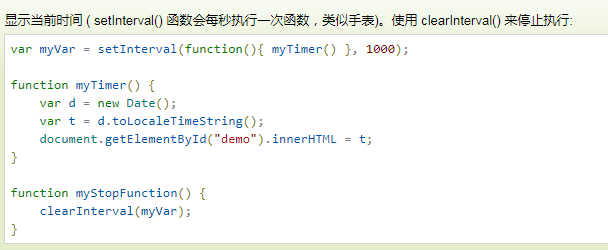 显示当前时间 ( setInterval() 函数会每秒执行一次函数，类似手表)。使用 clearInterval() 来停止执行:
var myVar = setInterval(function(){ myTimer() }, 1000);
function myTimer() {
    var d = new Date();
    var t = d.toLocaleTimeString();
    document.getElementById("demo").innerHTML = t;
}
function myStopFunction() {
    clearInterval(myVar);
}